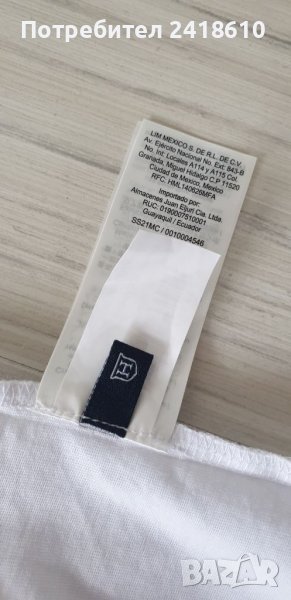 Потребител 2418610
LIM MEXICO S. DE R.L. DE C.V.
Av. Ejército Nacional No. Ext. 843-B
No. Int. Locales A114 y A115 Col.
Granada, Miguel Hidalgo C.P 11520
Ciudad de Mexico, Mexico
RFC: HML140626MFA
Importado por:
Almacenes Juan Eljuri Cia. Ltda.
RUC: 0190007510001
Guayaquil / Ecuador
SS21MC / 0010004546
H
BAZAR